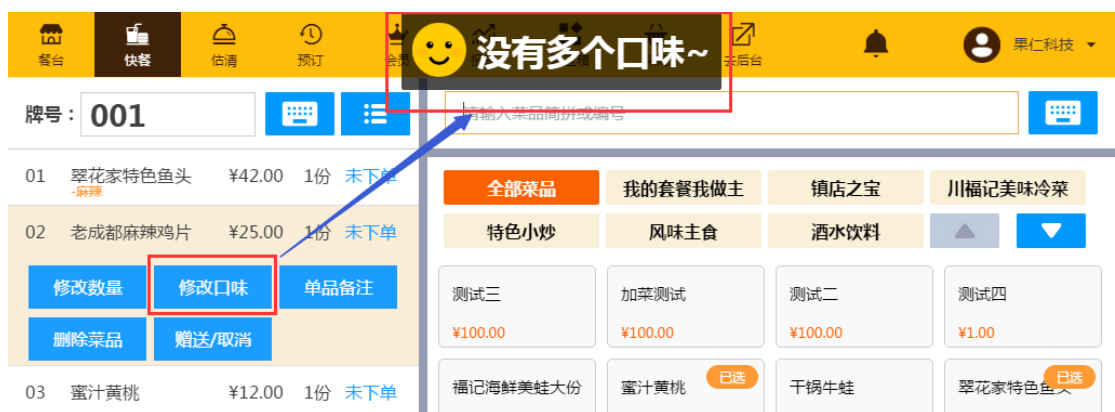 餐台 快餐 估清 预订 会员 去后台 果仁科技
没有多个口味~
牌号： 001
请输入菜品简拼或编号
01 翠花家特色鱼头 ¥42.00 1份 未下单
-麻辣
02 老成都麻辣鸡片 ¥25.00 1份 未下单
修改数量 修改口味 单品备注
删除菜品 赠送/取消
03 蜜汁黄桃 ¥12.00 1份 未下单
全部菜品 我的套餐我做主 镇店之宝 川福记美味冷菜
特色小炒 风味主食 酒水饮料
测试三 加菜测试 测试二 测试四
¥100.00 ¥100.00 ¥100.00 ¥1.00
已选 已选
福记海鲜美蛙大份 蜜汁黄桃 干锅牛蛙 翠花家特色鱼头